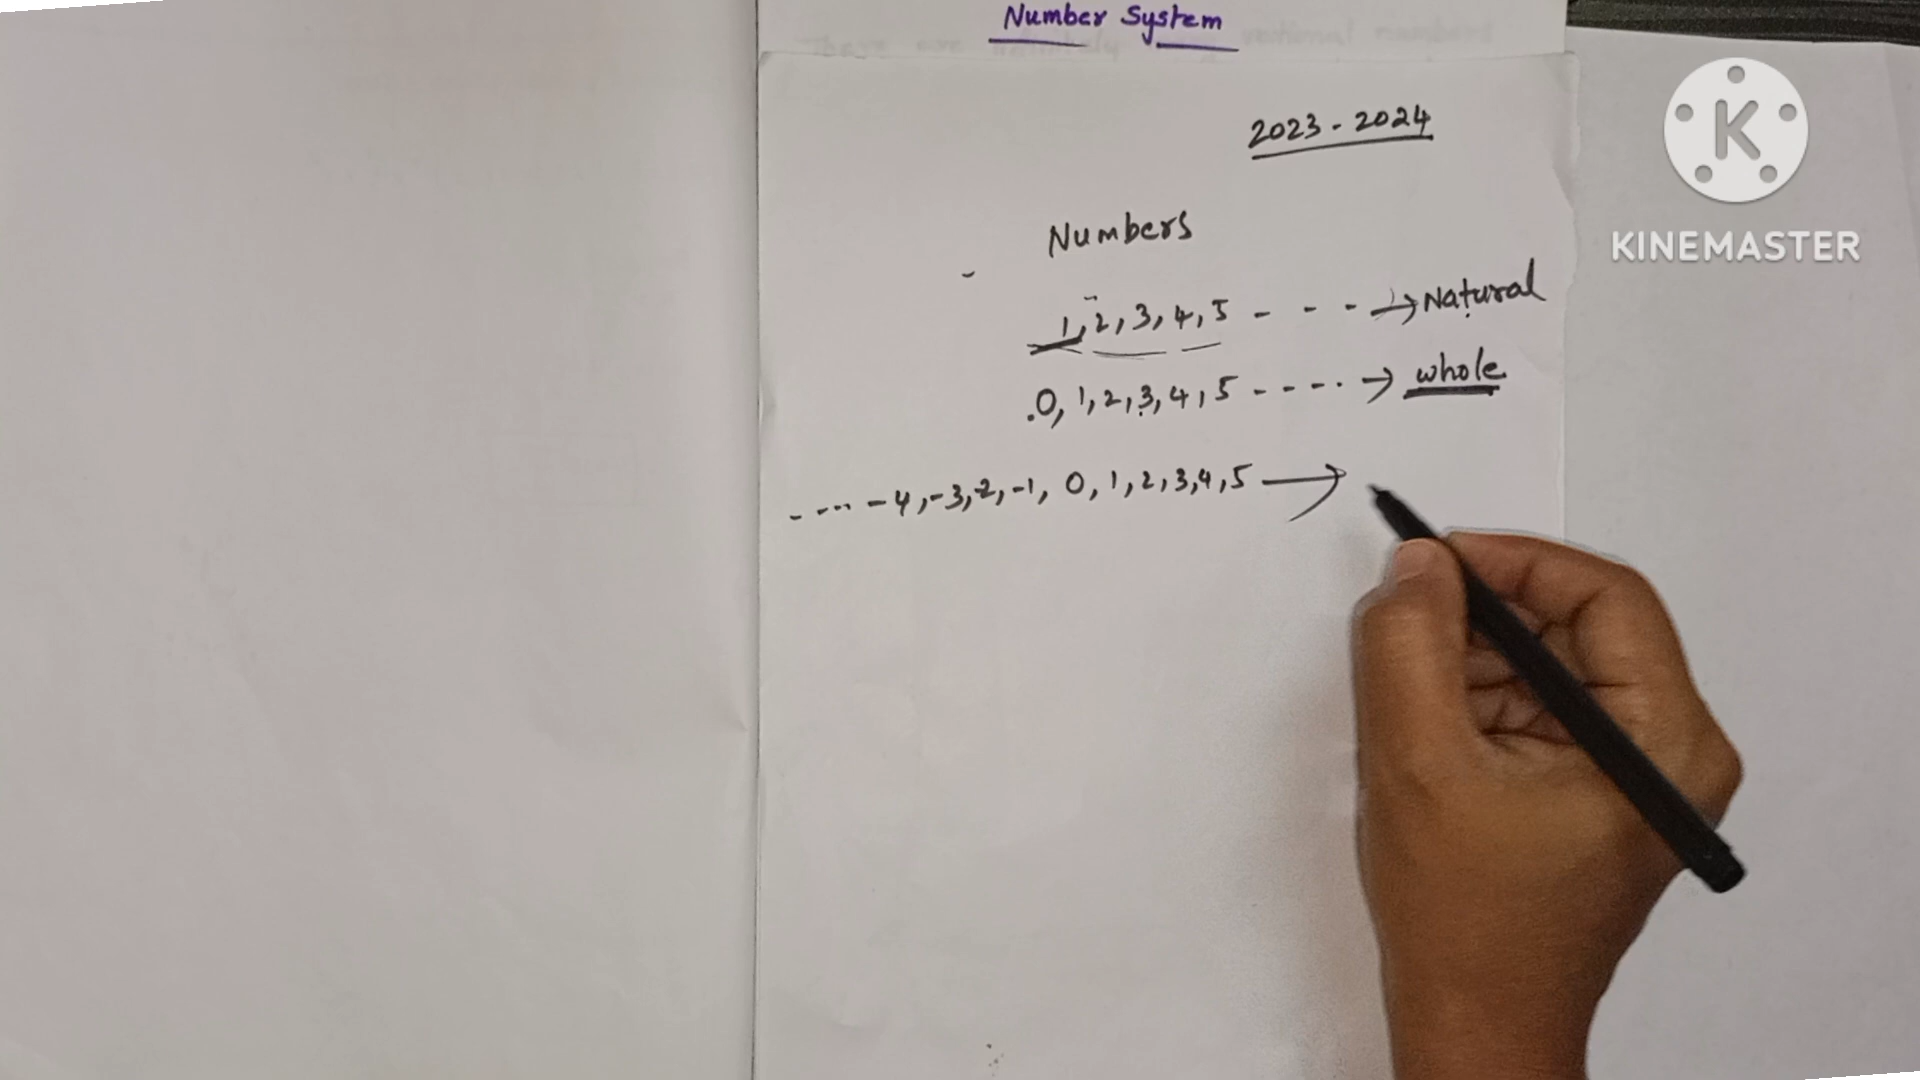 Number System
2023-2024
Numbers
1, 2, 3, 4, 5 - - - → Natural
0, 1, 2, 3, 4, 5 - - - - → whole
- --- -4, -3, -2, -1, 0, 1, 2, 3, 4, 5 →
KINEMASTER